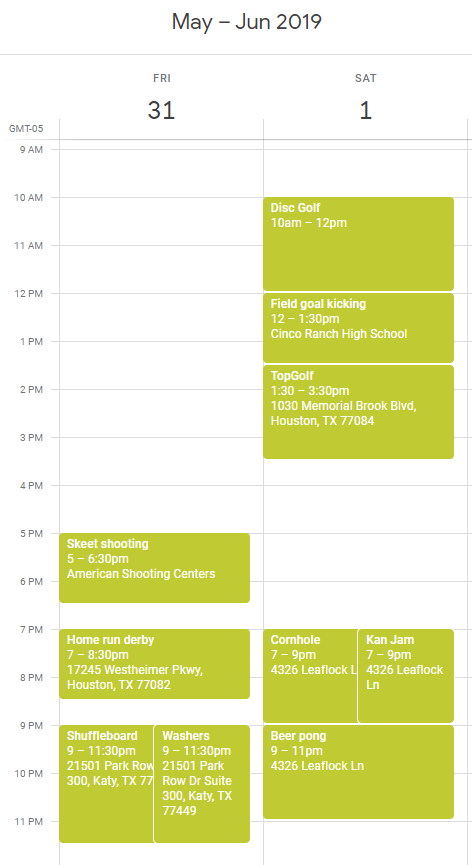 May – Jun 2019
FRI
SAT
31
1
GMT-05
9 AM
10 AM
11 AM
12 PM
1 PM
2 PM
3 PM
4 PM
5 PM
6 PM
7 PM
8 PM
9 PM
10 PM
11 PM
Skeet shooting
5 – 6:30pm
American Shooting Centers
Home run derby
7 – 8:30pm
17245 Westheimer Pkwy,
Houston, TX 77082
Shuffleboard
9 – 11:30pm
21501 Park Row
300, Katy, TX 77
Washers
9 – 11:30pm
21501 Park
Row Dr Suite
300, Katy, TX
77449
Disc Golf
10am – 12pm
Field goal kicking
12 – 1:30pm
Cinco Ranch High School
TopGolf
1:30 – 3:30pm
1030 Memorial Brook Blvd,
Houston, TX 77084
Cornhole
7 – 9pm
4326 Leaflock L
Kan Jam
7 – 9pm
4326 Leaflock
Ln
Beer pong
9 – 11pm
4326 Leaflock Ln